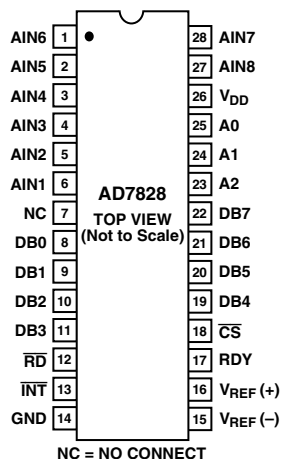 AIN6 1 28 AIN7
AIN5 2 27 AIN8
AIN4 3 26 VDD
AIN3 4 25 A0
AIN2 5 24 A1
AIN1 6 23 A2
NC 7 22 DB7
DB0 8 21 DB6
DB1 9 20 DB5
DB2 10 19 DB4
DB3 11 18 C̅S̅
R̅D̅ 12 17 RDY
I̅N̅T̅ 13 16 VREF (+)
GND 14 15 VREF (–)
AD7828
TOP VIEW
(Not to Scale)
NC = NO CONNECT